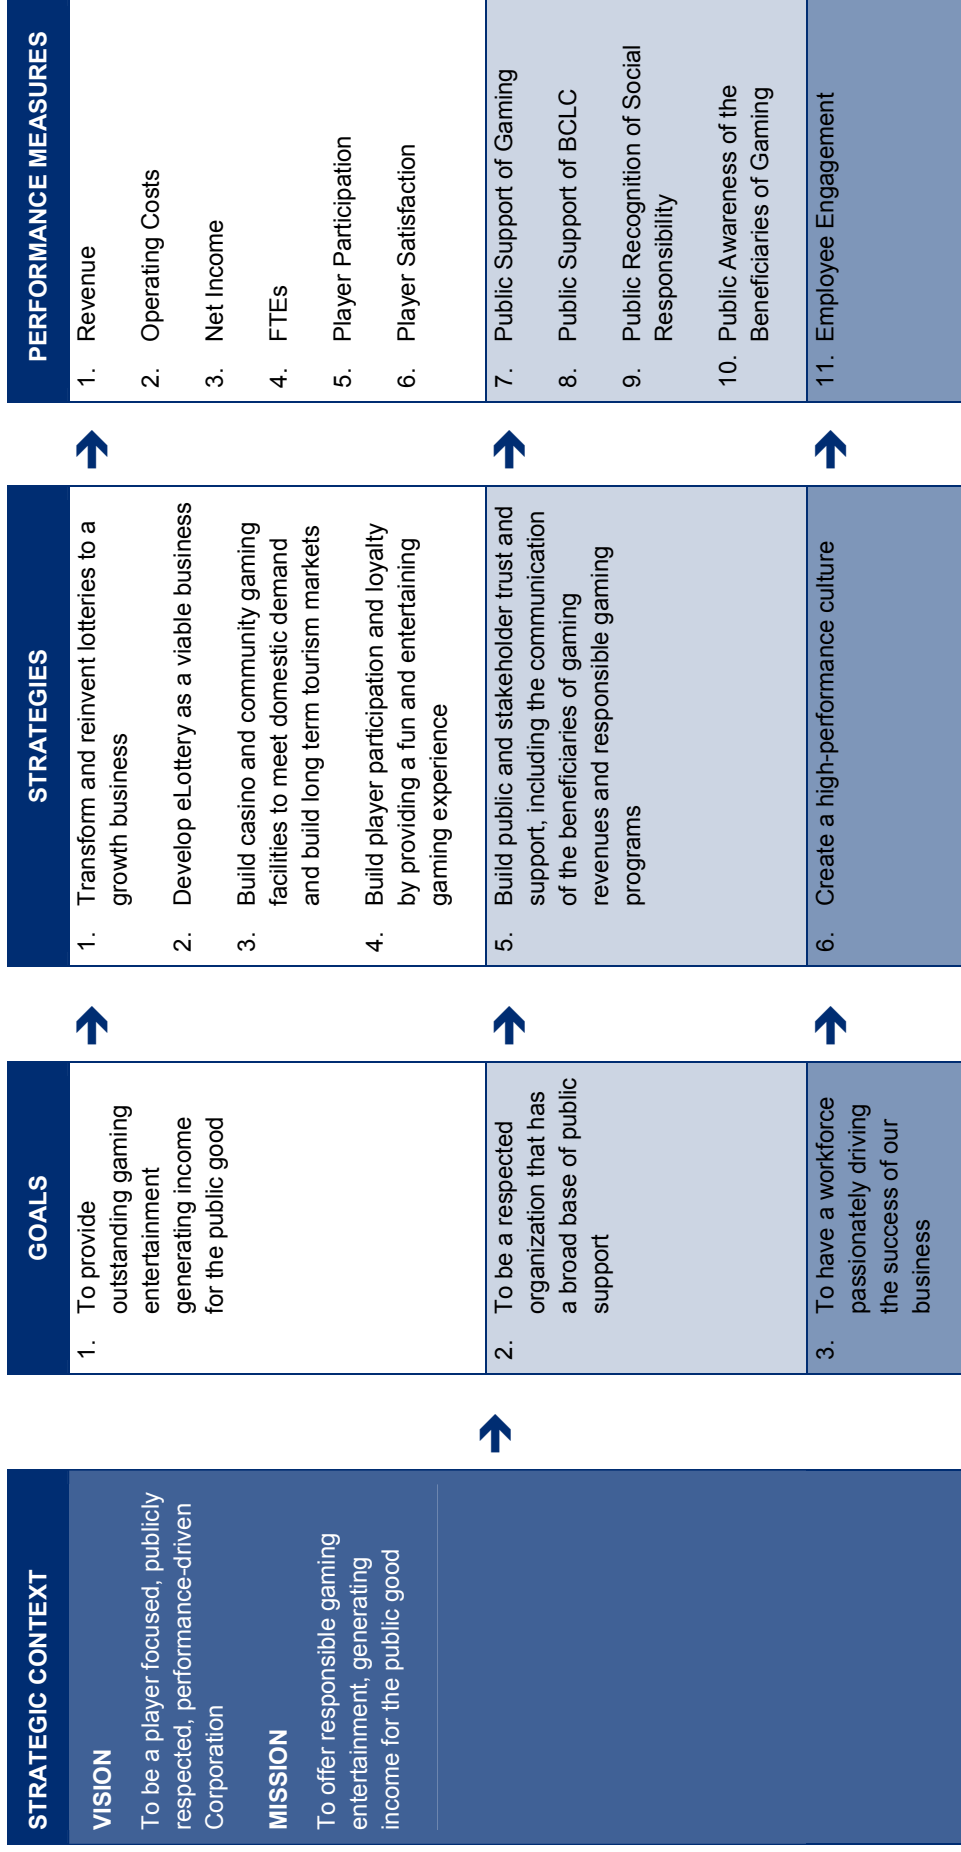 STRATEGIC CONTEXT
VISION
To be a player focused, publicly
respected, performance-driven
Corporation
MISSION
To offer responsible gaming
entertainment, generating
income for the public good
GOALS
1. To provide
outstanding gaming
entertainment
generating income
for the public good
2. To be a respected
organization that has
a broad base of public
support
3. To have a workforce
passionately driving
the success of our
business
STRATEGIES
1. Transform and reinvent lotteries to a
growth business
2. Develop eLottery as a viable business
3. Build casino and community gaming
facilities to meet domestic demand
and build long term tourism markets
4. Build player participation and loyalty
by providing a fun and entertaining
gaming experience
5. Build public and stakeholder trust and
support, including the communication
of the beneficiaries of gaming
revenues and responsible gaming
programs
6. Create a high-performance culture
PERFORMANCE MEASURES
1. Revenue
2. Operating Costs
3. Net Income
4. FTEs
5. Player Participation
6. Player Satisfaction
7. Public Support of Gaming
8. Public Support of BCLC
9. Public Recognition of Social
Responsibility
10. Public Awareness of the
Beneficiaries of Gaming
11. Employee Engagement